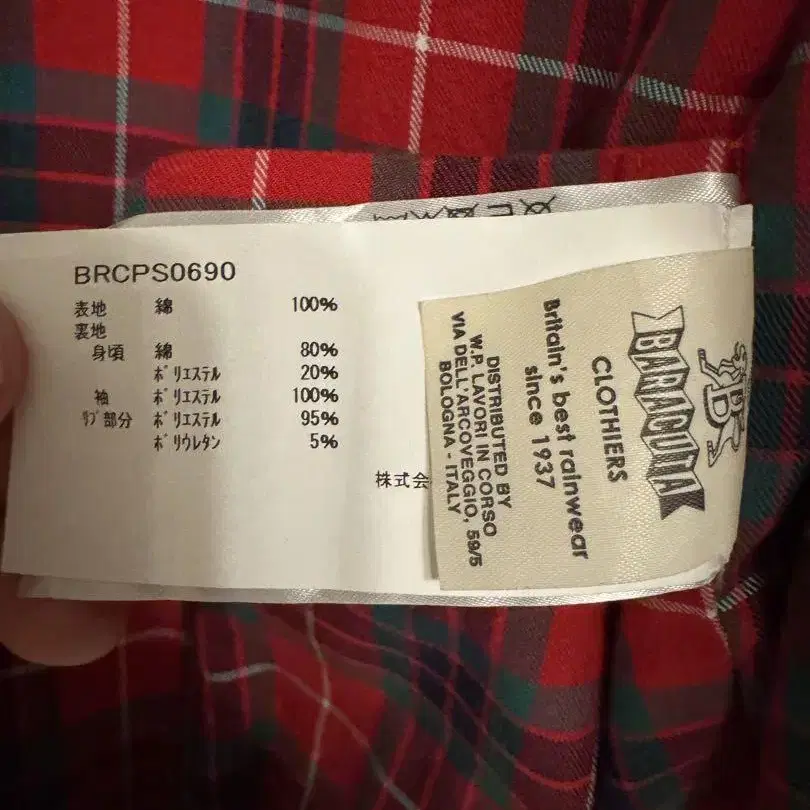 BRCPS0690
表地 綿 100%
裏地
身頃 綿 80%
ﾎﾟﾘｴｽﾃﾙ 20%
袖 ﾎﾟﾘｴｽﾃﾙ 100%
ﾘﾌﾞ部分 ﾎﾟﾘｴｽﾃﾙ 95%
ﾎﾟﾘｳﾚﾀﾝ 5%
株式会
BARACUTA
CLOTHIERS
Britain's best rainwear
since 1937
DISTRIBUTED BY
W.P. LAVORI IN CORSO
VIA DELL'ARCOVEGGIO, 59/5
BOLOGNA - ITALY